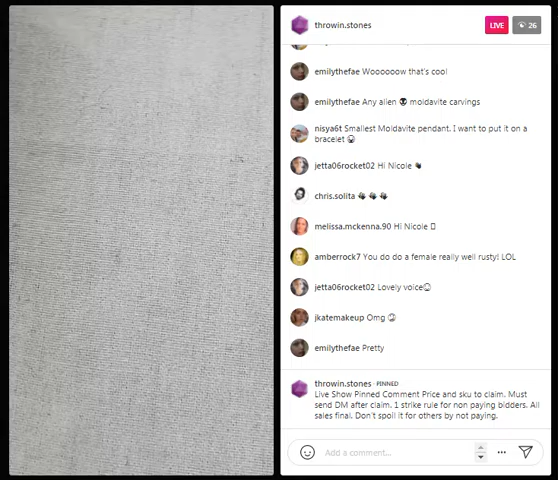 throwin.stones LIVE 26
emilythefae Woooooow that's cool
emilythefae Any alien 👽 moldavite carvings
nisya6t Smallest Moldavite pendant. I want to put it on a
bracelet
jetta06rocket02 Hi Nicole
chris.solita
melissa.mckenna.90 Hi Nicole
amberrock7 You do do a female really well rusty! LOL
jetta06rocket02 Lovely voice
jkatemakeup Omg
emilythefae Pretty
throwin.stones · PINNED
Live Show Pinned Comment Price and sku to claim. Must
send DM after claim. 1 strike rule for non paying bidders. All
sales final. Don't spoil it for others by not paying.
Add a comment...